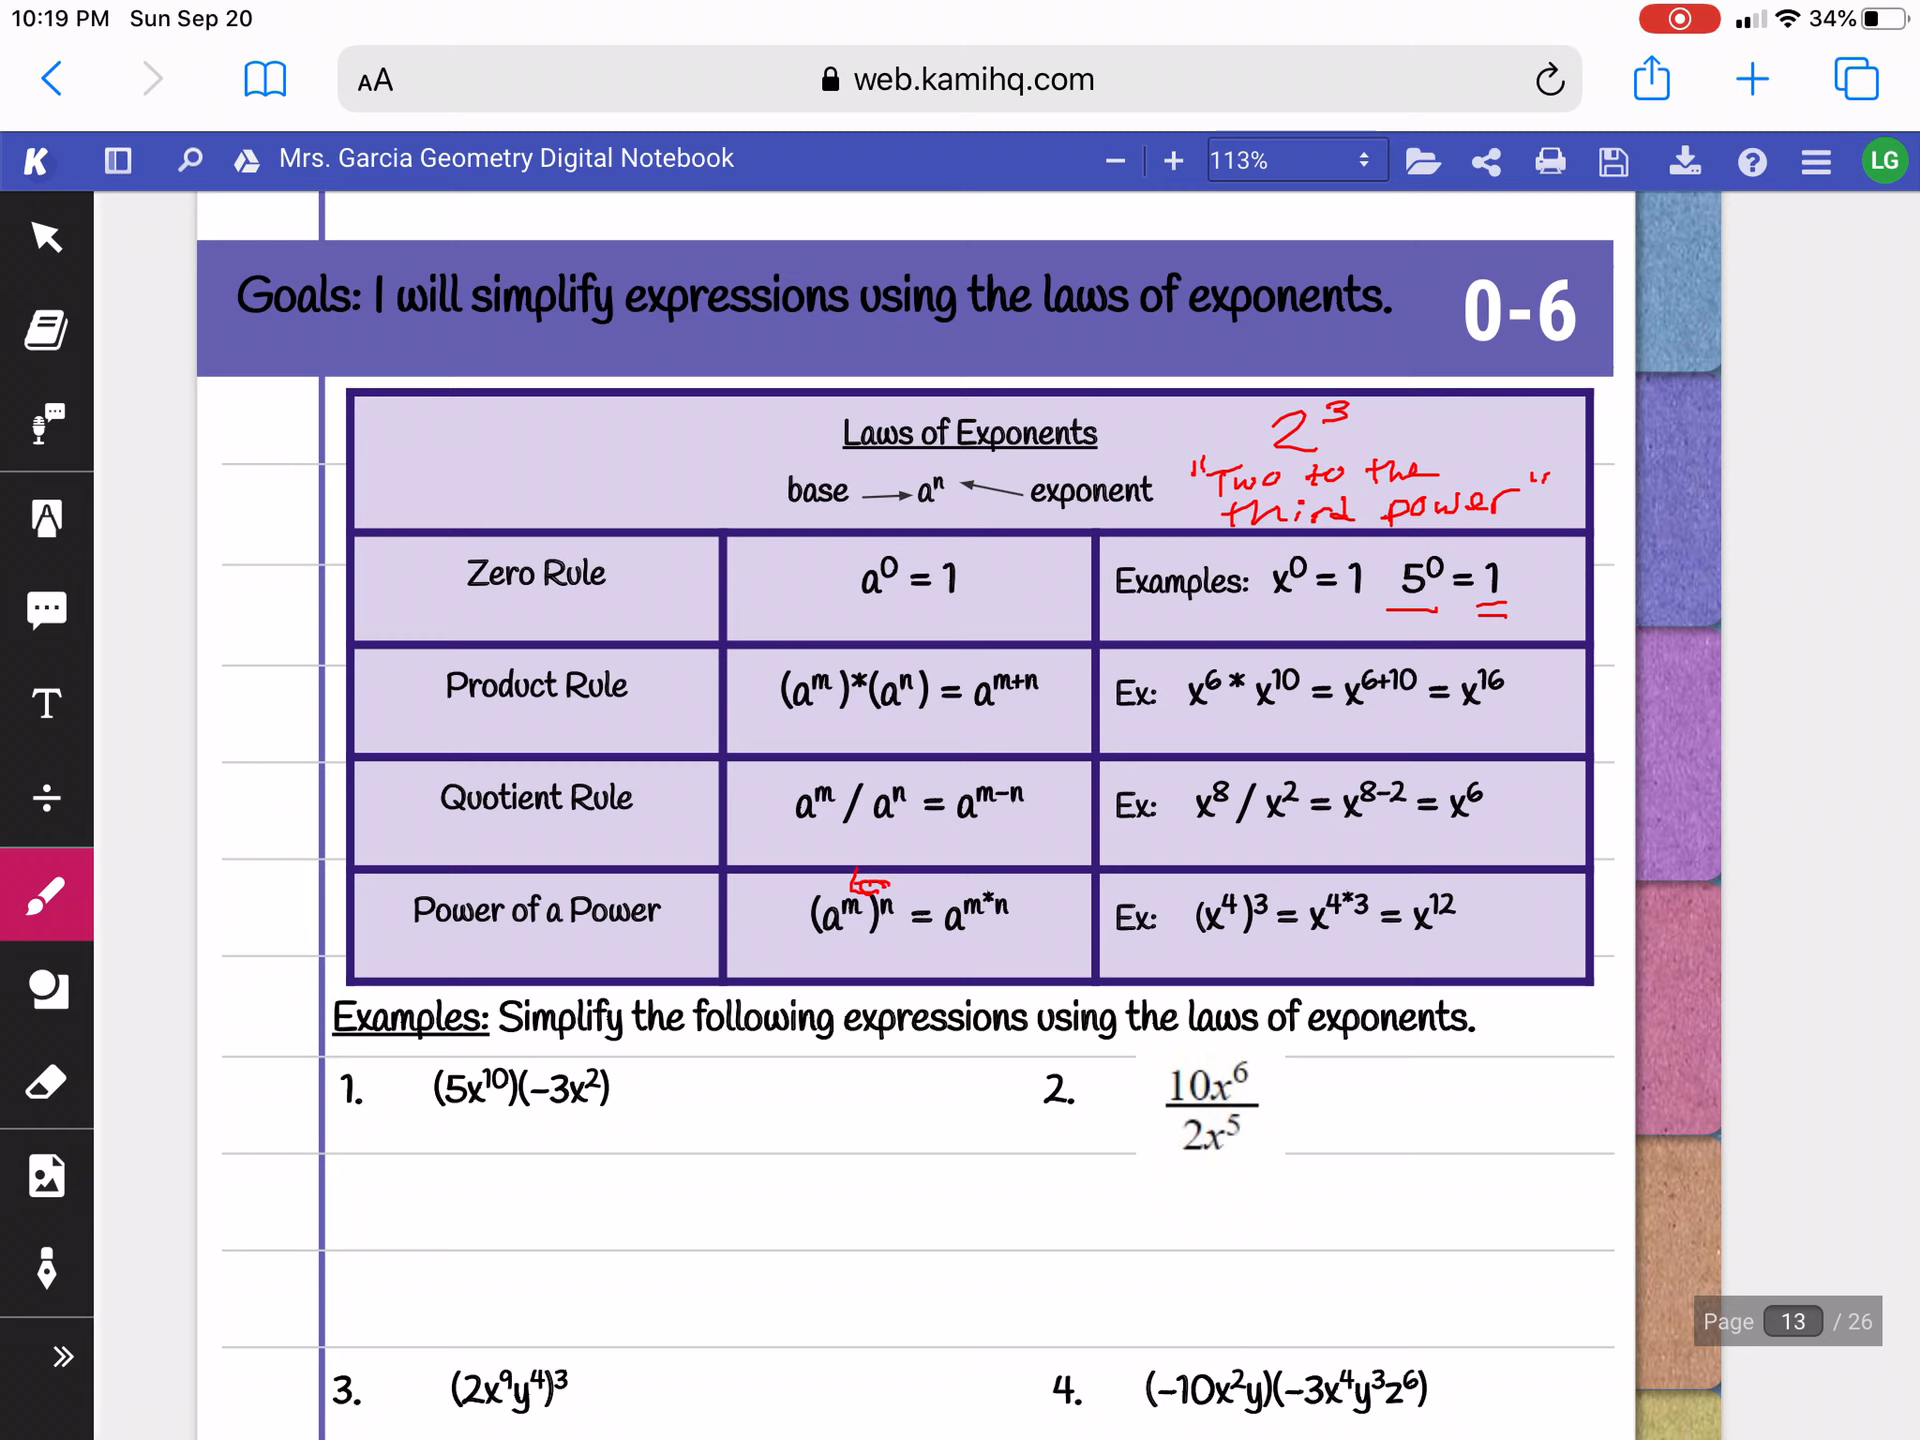 10:19 PM Sun Sep 20
34%
AA web.kamihq.com
K Mrs. Garcia Geometry Digital Notebook 113% LG
Goals: I will simplify expressions using the laws of exponents. 0-6
Laws of Exponents
base → aⁿ ← exponent
2³
"Two to the
third power"
Zero Rule a⁰ = 1 Examples: x⁰ = 1 5⁰ = 1
Product Rule (aᵐ)*(aⁿ) = aᵐ⁺ⁿ Ex: x⁶ * x¹⁰ = x⁶⁺¹⁰ = x¹⁶
Quotient Rule aᵐ / aⁿ = aᵐ⁻ⁿ Ex: x⁸ / x² = x⁸⁻² = x⁶
Power of a Power (aᵐ)ⁿ = a^m*n Ex: (x⁴)³ = x^4*3 = x¹²
Examples: Simplify the following expressions using the laws of exponents.
1. (5x¹⁰)(-3x²)
2. 10x⁶
2x⁵
3. (2x⁹y⁴)³
4. (-10x²y)(-3x⁴y³z⁶)
Page 13 / 26